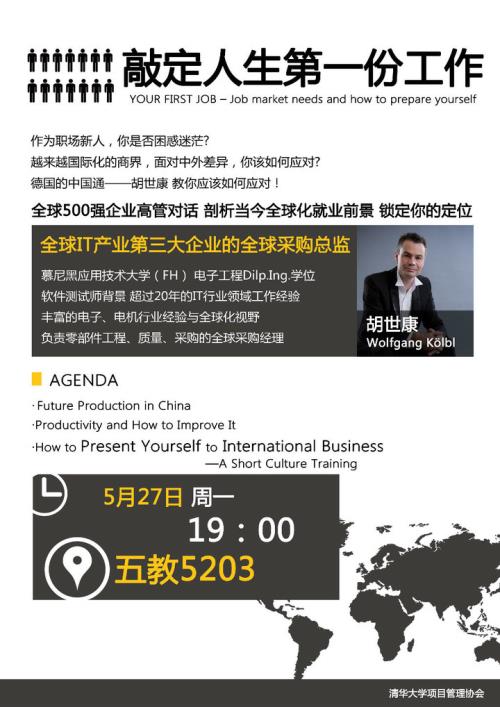 敲定人生第一份工作
YOUR FIRST JOB – Job market needs and how to prepare yourself
作为职场新人，你是否困惑迷茫?
越来越国际化的商界，面对中外差异，你该如何应对?
德国的中国通——胡世康 教你应该如何应对！
全球500强企业高管对话 剖析当今全球化就业前景 锁定你的定位
全球IT产业第三大企业的全球采购总监
慕尼黑应用技术大学（FH） 电子工程Dilp.Ing.学位
软件测试师背景 超过20年的IT行业领域工作经验
丰富的电子、电机行业经验与全球化视野
负责零部件工程、质量、采购的全球采购经理
胡世康
Wolfgang Kölbl
AGENDA
·Future Production in China
·Productivity and How to Improve It
·How to Present Yourself to International Business
—A Short Culture Training
5月27日 周一
19：00
五教5203
清华大学项目管理协会